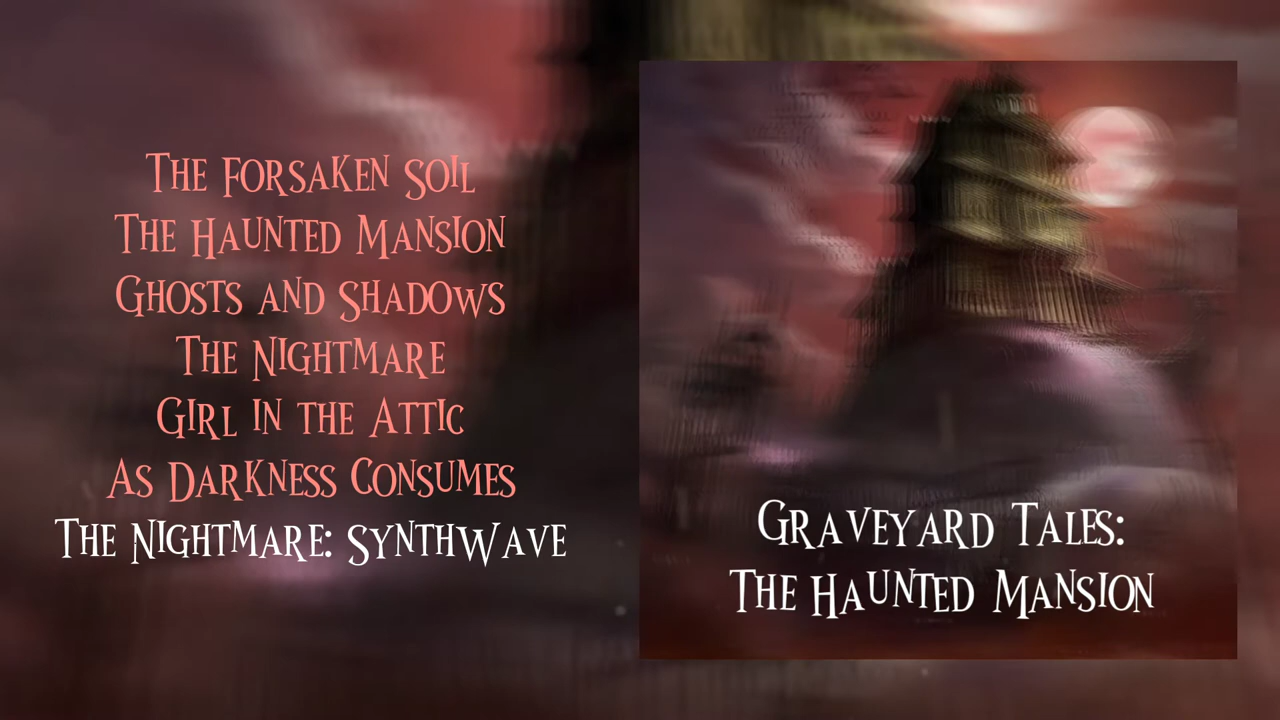 The Forsaken Soil
The Haunted Mansion
Ghosts and Shadows
The Nightmare
Girl in the Attic
As Darkness Consumes
The Nightmare: SynthWave
Graveyard Tales:
The Haunted Mansion